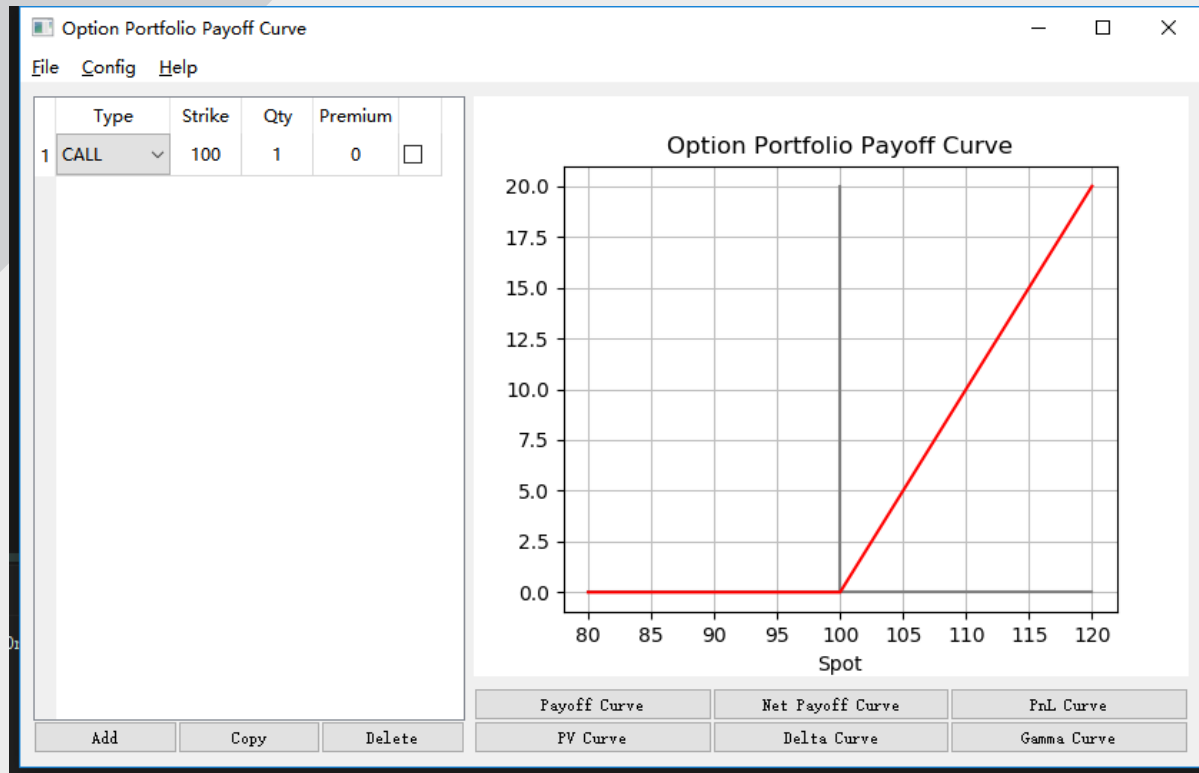 Option Portfolio Payoff Curve
File Config Help
Type Strike Qty Premium
1 CALL 100 1 0
Option Portfolio Payoff Curve
20.0
17.5
15.0
12.5
10.0
7.5
5.0
2.5
0.0
80 85 90 95 100 105 110 115 120
Spot
Payoff Curve Net Payoff Curve PnL Curve
Add Copy Delete PV Curve Delta Curve Gamma Curve